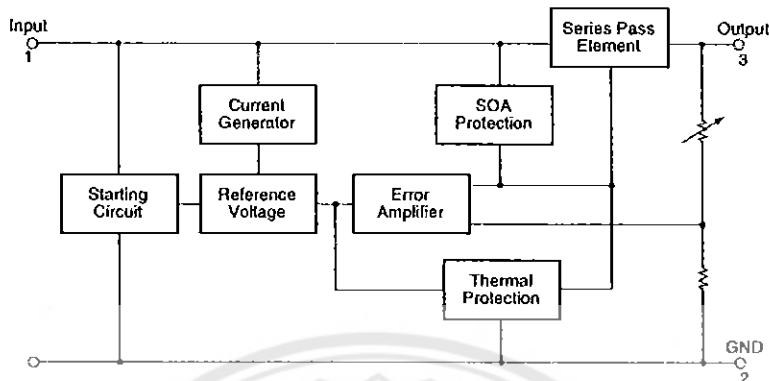 Input
1
Series Pass
Element
Output
3
Current
Generator
SOA
Protection
Starting
Circuit
Reference
Voltage
Error
Amplifier
Thermal
Protection
GND
2